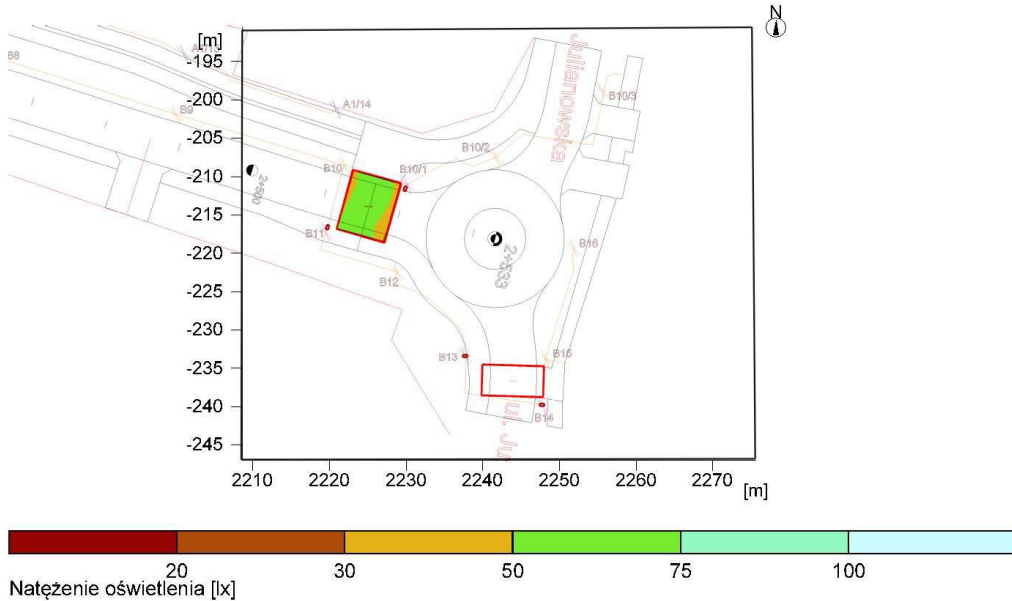 N
[m]
-195
-200
-205
-210
-215
-220
-225
-230
-235
-240
-245
B8
B9
A1/14
B10
B10/1
B10/2
B10/3
Julianowska
2+500
B11
B12
2+533
B16
B13
B15
B14
ul. Ju
2210 2220 2230 2240 2250 2260 2270
[m]
20 30 50 75 100
Natężenie oświetlenia [lx]